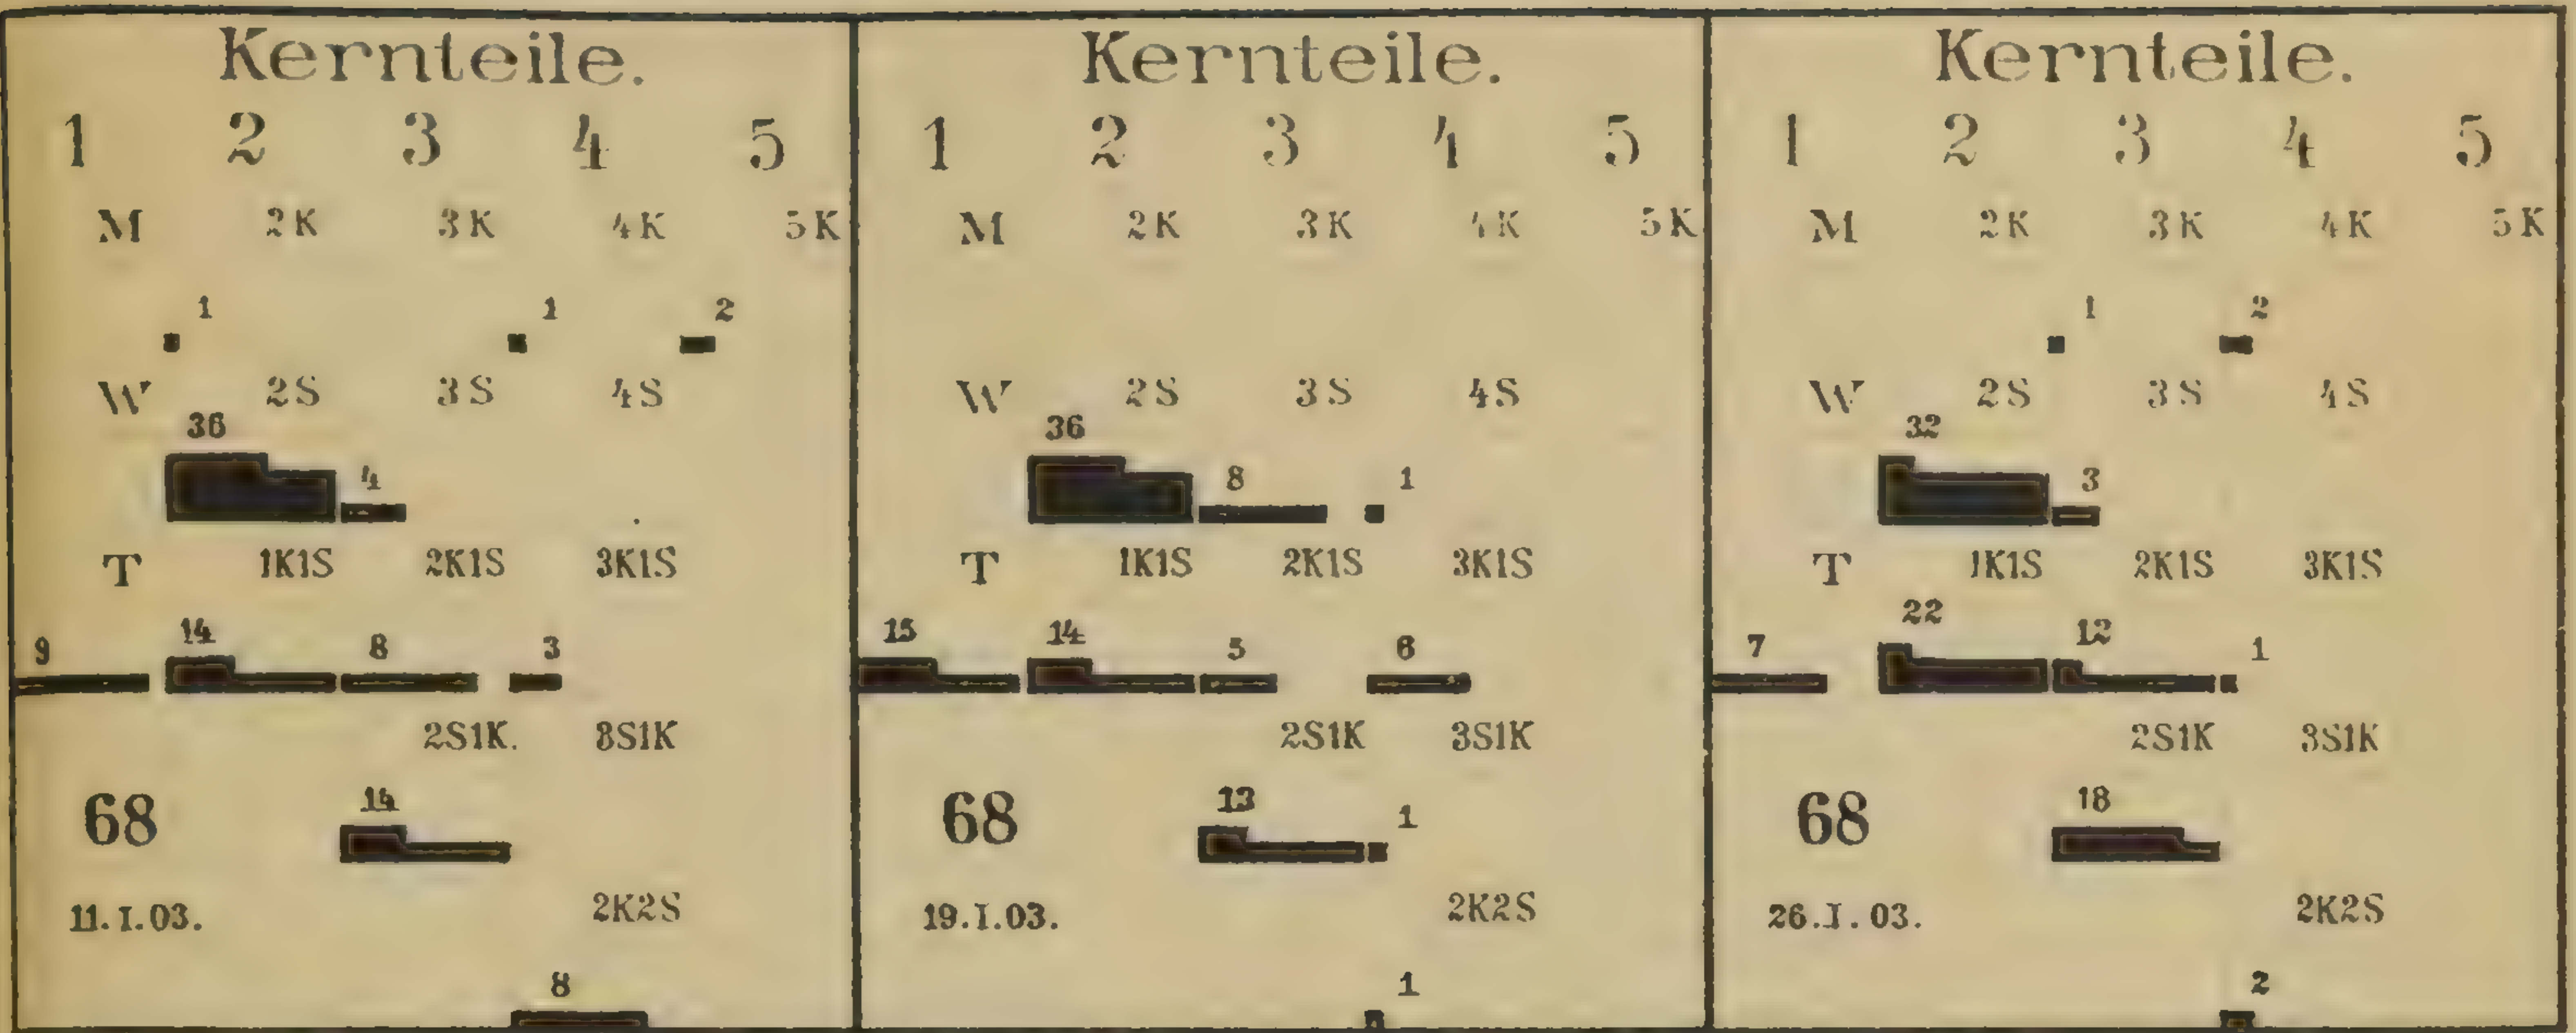 Kernteile.
1 2 3 4 5
M 2K 3K 4K 5K
1 1 2
W 2S 3S 4S
36 4
T 1K1S 2K1S 3K1S
9 14 8 3
2S1K. 3S1K
68 14
11.I.03. 2K2S
8
Kernteile.
1 2 3 4 5
M 2K 3K 4K 5K
W 2S 3S 4S
36 8 1
T 1K1S 2K1S 3K1S
15 14 5 6
2S1K 3S1K
68 13 1
19.I.03. 2K2S
1
Kernteile.
1 2 3 4 5
M 2K 3K 4K 5K
1 2
W 2S 3S 4S
32 3
T 1K1S 2K1S 3K1S
7 22 12 1
2S1K 3S1K
68 18
26.I.03. 2K2S
2